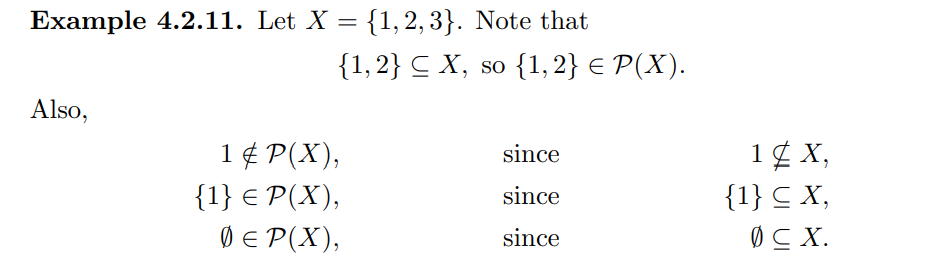 Example 4.2.11. Let X = {1, 2, 3}. Note that
{1, 2} ⊆ X, so {1, 2} ∈ 𝒫(X).
Also,
1 ∉ 𝒫(X), since 1 ⊈ X,
{1} ∈ 𝒫(X), since {1} ⊆ X,
∅ ∈ 𝒫(X), since ∅ ⊆ X.